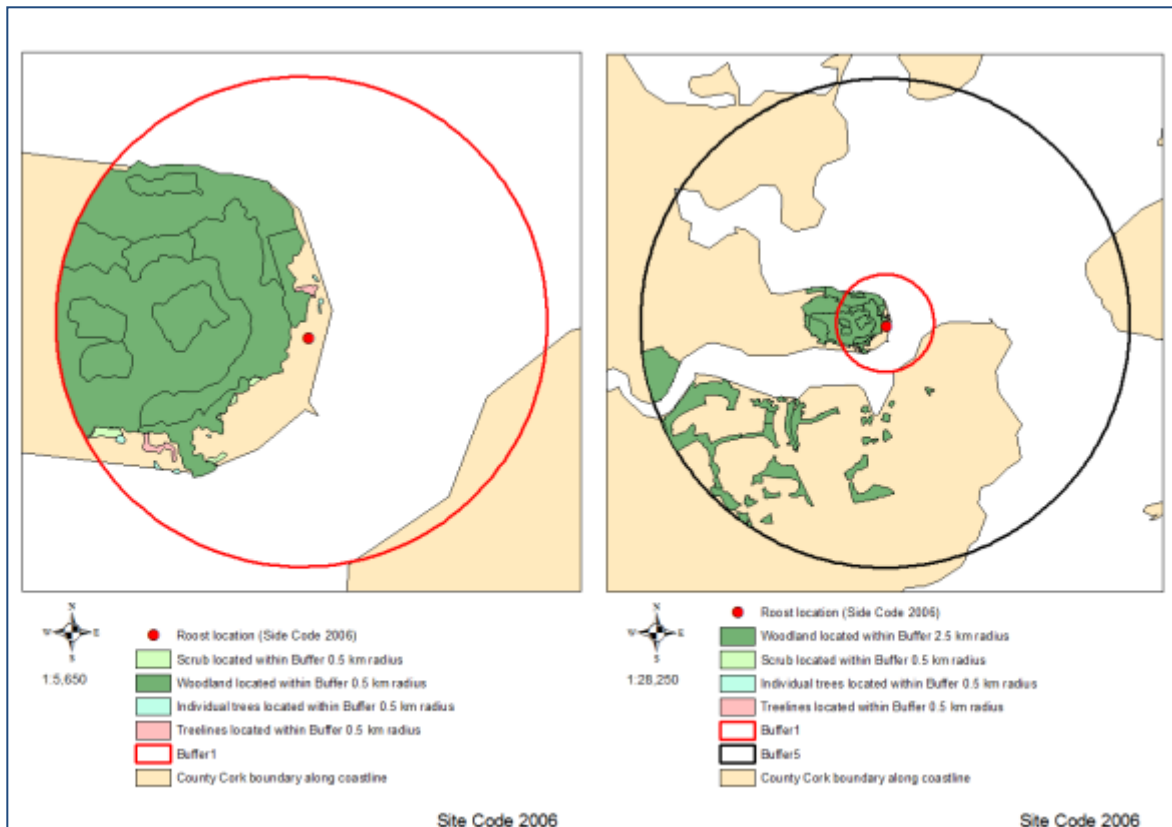 N
W E
S
1:5,650
Roost location (Side Code 2006)
Scrub located within Buffer 0.5 km radius
Woodland located within Buffer 0.5 km radius
Individual trees located within Buffer 0.5 km radius
Treelines located within Buffer 0.5 km radius
Buffer1
County Cork boundary along coastline
Site Code 2006
N
W E
S
1:28,250
Roost location (Side Code 2006)
Woodland located within Buffer 2.5 km radius
Scrub located within Buffer 0.5 km radius
Individual trees located within Buffer 0.5 km radius
Treelines located within Buffer 0.5 km radius
Buffer1
Buffer5
County Cork boundary along coastline
Site Code 2006